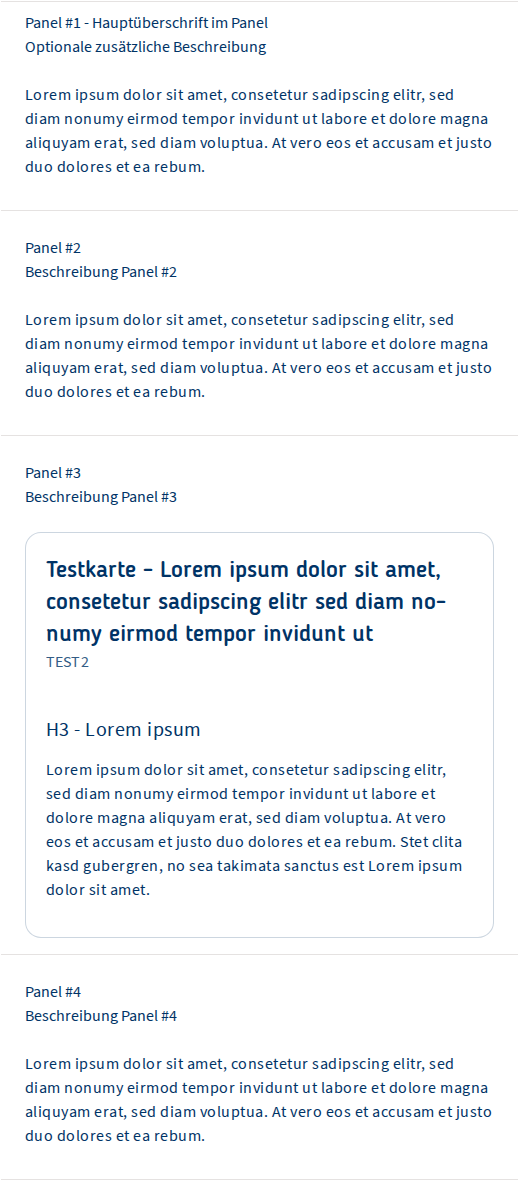 Panel #1 - Hauptüberschrift im Panel
Optionale zusätzliche Beschreibung
Lorem ipsum dolor sit amet, consetetur sadipscing elitr, sed
diam nonumy eirmod tempor invidunt ut labore et dolore magna
aliquyam erat, sed diam voluptua. At vero eos et accusam et justo
duo dolores et ea rebum.
Panel #2
Beschreibung Panel #2
Lorem ipsum dolor sit amet, consetetur sadipscing elitr, sed
diam nonumy eirmod tempor invidunt ut labore et dolore magna
aliquyam erat, sed diam voluptua. At vero eos et accusam et justo
duo dolores et ea rebum.
Panel #3
Beschreibung Panel #3
Testkarte – Lorem ipsum dolor sit amet,
consetetur sadipscing elitr sed diam no-
numy eirmod tempor invidunt ut
TEST2
H3 - Lorem ipsum
Lorem ipsum dolor sit amet, consetetur sadipscing elitr,
sed diam nonumy eirmod tempor invidunt ut labore et
dolore magna aliquyam erat, sed diam voluptua. At vero
eos et accusam et justo duo dolores et ea rebum. Stet clita
kasd gubergren, no sea takimata sanctus est Lorem ipsum
dolor sit amet.
Panel #4
Beschreibung Panel #4
Lorem ipsum dolor sit amet, consetetur sadipscing elitr, sed
diam nonumy eirmod tempor invidunt ut labore et dolore magna
aliquyam erat, sed diam voluptua. At vero eos et accusam et justo
duo dolores et ea rebum.